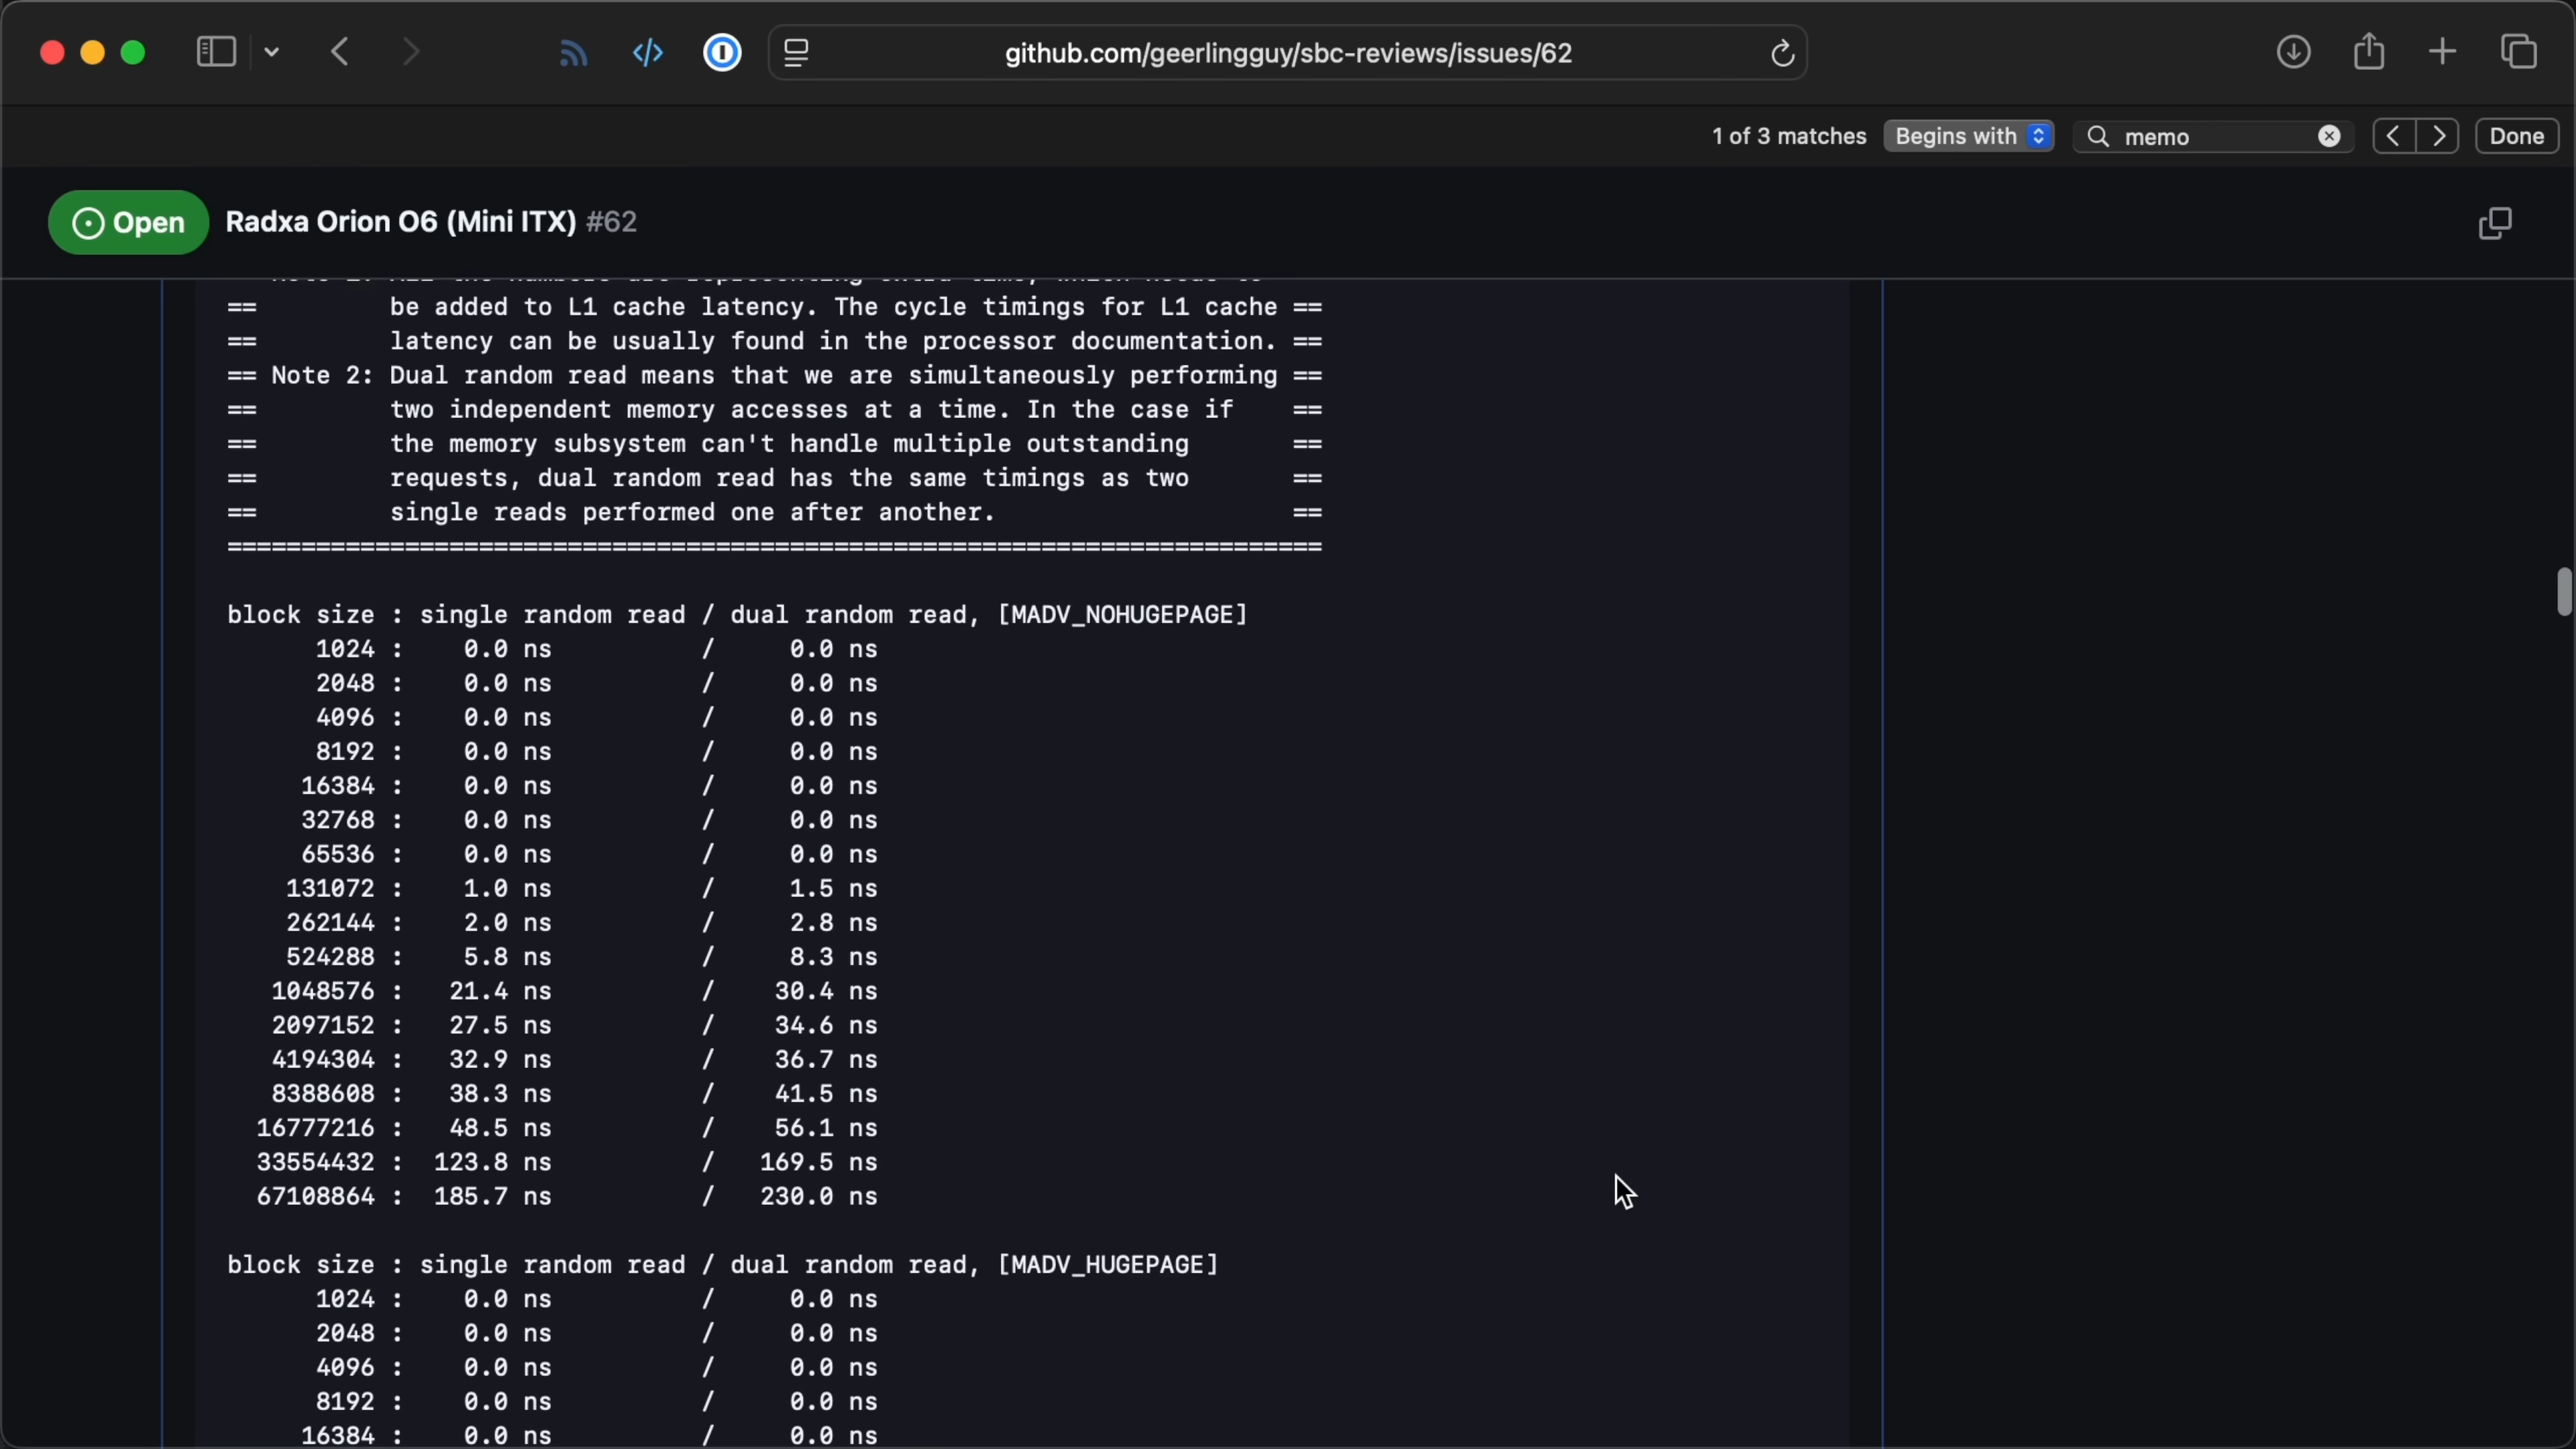 github.com/geerlingguy/sbc-reviews/issues/62
1 of 3 matches Begins with memo Done
Open Radxa Orion O6 (Mini ITX) #62
== be added to L1 cache latency. The cycle timings for L1 cache ==
== latency can be usually found in the processor documentation. ==
== Note 2: Dual random read means that we are simultaneously performing ==
== two independent memory accesses at a time. In the case if ==
== the memory subsystem can't handle multiple outstanding ==
== requests, dual random read has the same timings as two ==
== single reads performed one after another. ==
==========================================================================
block size : single random read / dual random read, [MADV_NOHUGEPAGE]
1024 : 0.0 ns / 0.0 ns
2048 : 0.0 ns / 0.0 ns
4096 : 0.0 ns / 0.0 ns
8192 : 0.0 ns / 0.0 ns
16384 : 0.0 ns / 0.0 ns
32768 : 0.0 ns / 0.0 ns
65536 : 0.0 ns / 0.0 ns
131072 : 1.0 ns / 1.5 ns
262144 : 2.0 ns / 2.8 ns
524288 : 5.8 ns / 8.3 ns
1048576 : 21.4 ns / 30.4 ns
2097152 : 27.5 ns / 34.6 ns
4194304 : 32.9 ns / 36.7 ns
8388608 : 38.3 ns / 41.5 ns
16777216 : 48.5 ns / 56.1 ns
33554432 : 123.8 ns / 169.5 ns
67108864 : 185.7 ns / 230.0 ns
block size : single random read / dual random read, [MADV_HUGEPAGE]
1024 : 0.0 ns / 0.0 ns
2048 : 0.0 ns / 0.0 ns
4096 : 0.0 ns / 0.0 ns
8192 : 0.0 ns / 0.0 ns
16384 : 0.0 ns / 0.0 ns